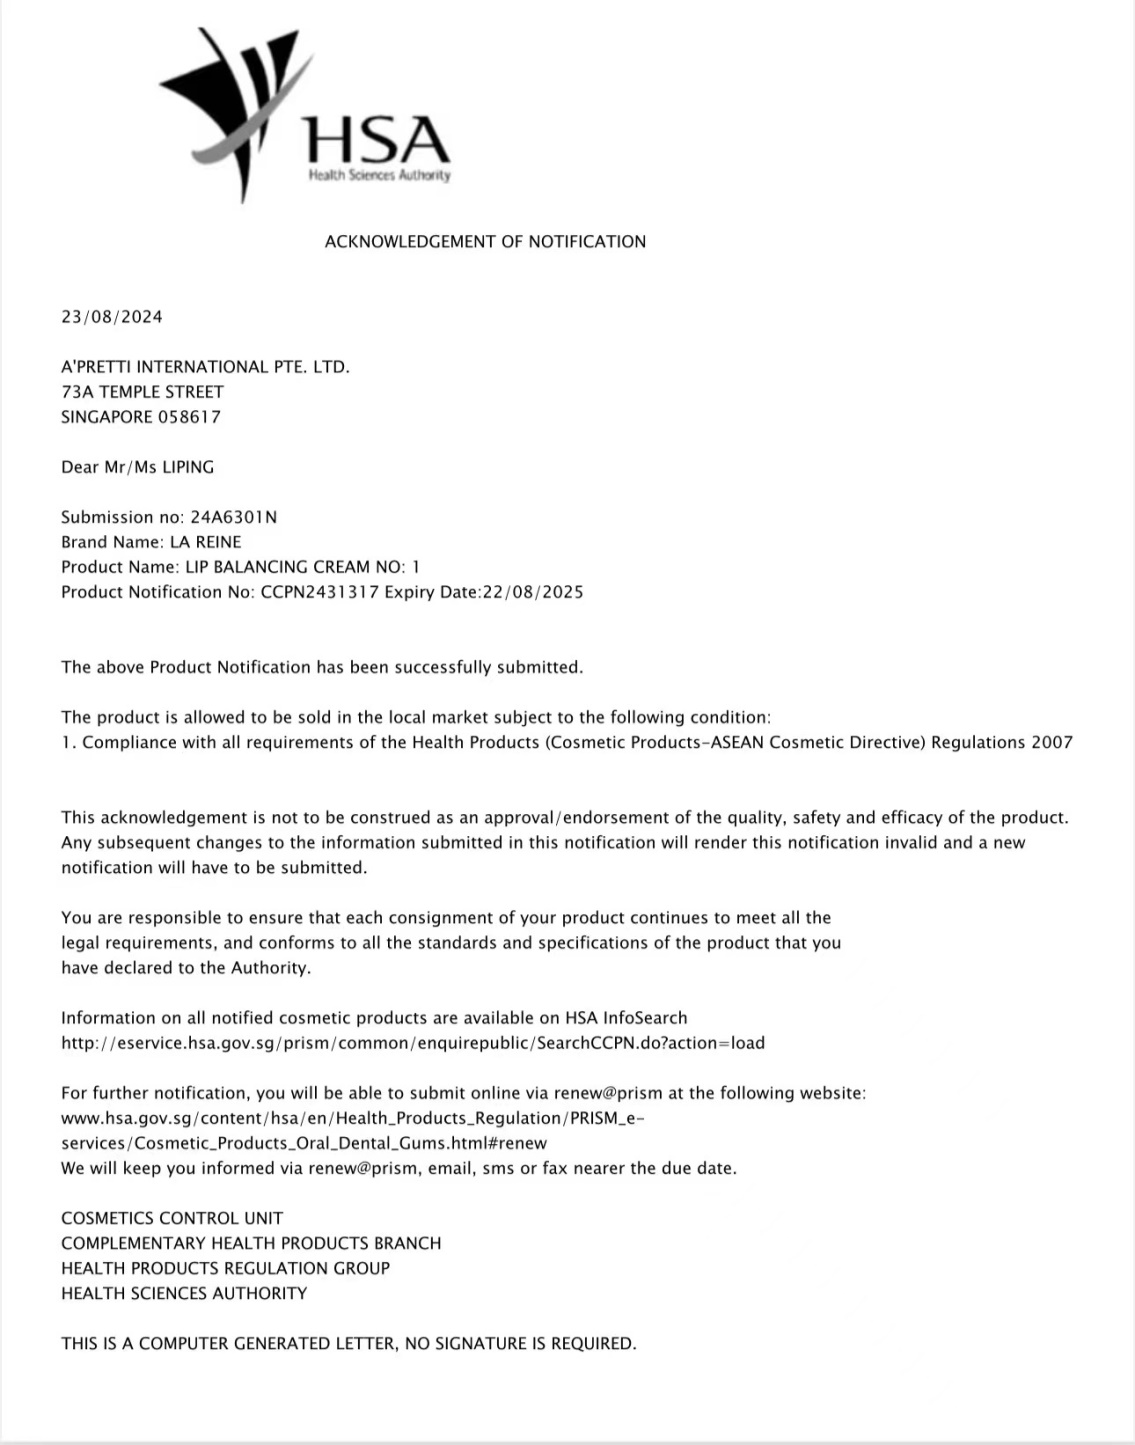 HSA
Health Sciences Authority
ACKNOWLEDGEMENT OF NOTIFICATION
23/08/2024
A'PRETTI INTERNATIONAL PTE. LTD.
73A TEMPLE STREET
SINGAPORE 058617
Dear Mr/Ms LIPING
Submission no: 24A6301N
Brand Name: LA REINE
Product Name: LIP BALANCING CREAM NO: 1
Product Notification No: CCPN2431317 Expiry Date:22/08/2025
The above Product Notification has been successfully submitted.
The product is allowed to be sold in the local market subject to the following condition:
1. Compliance with all requirements of the Health Products (Cosmetic Products-ASEAN Cosmetic Directive) Regulations 2007
This acknowledgement is not to be construed as an approval/endorsement of the quality, safety and efficacy of the product.
Any subsequent changes to the information submitted in this notification will render this notification invalid and a new
notification will have to be submitted.
You are responsible to ensure that each consignment of your product continues to meet all the
legal requirements, and conforms to all the standards and specifications of the product that you
have declared to the Authority.
Information on all notified cosmetic products are available on HSA InfoSearch
http://eservice.hsa.gov.sg/prism/common/enquirepublic/SearchCCPN.do?action=load
For further notification, you will be able to submit online via renew@prism at the following website:
www.hsa.gov.sg/content/hsa/en/Health_Products_Regulation/PRISM_e-
services/Cosmetic_Products_Oral_Dental_Gums.html#renew
We will keep you informed via renew@prism, email, sms or fax nearer the due date.
COSMETICS CONTROL UNIT
COMPLEMENTARY HEALTH PRODUCTS BRANCH
HEALTH PRODUCTS REGULATION GROUP
HEALTH SCIENCES AUTHORITY
THIS IS A COMPUTER GENERATED LETTER, NO SIGNATURE IS REQUIRED.